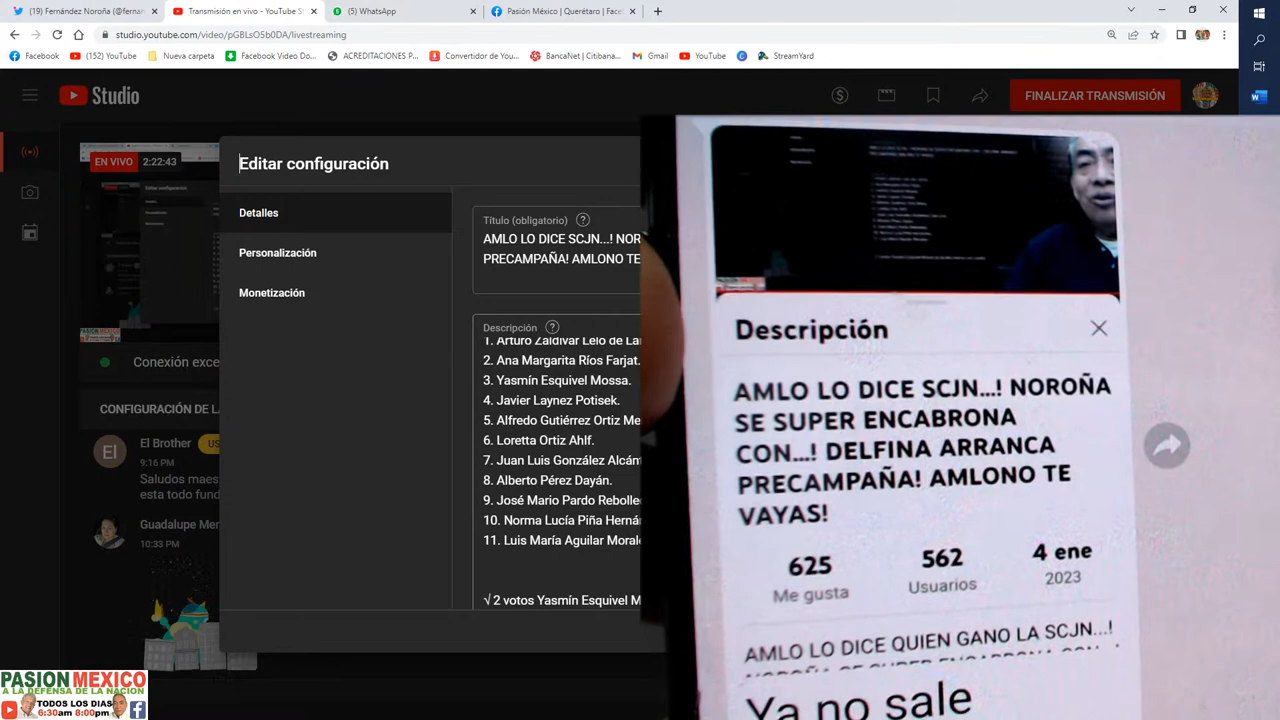 (19) Fernández Noroña (@fernan
Transmisión en vivo - YouTube S
(5) WhatsApp
Pasión México | Querétaro | Faceb
studio.youtube.com/video/pGBLsO5b0DA/livestreaming
Facebook
(152) YouTube
Nueva carpeta
Facebook Video Do...
ACREDITACIONES P...
Convertidor de You...
BancaNet | Citibana...
Gmail
YouTube
StreamYard
Studio
FINALIZAR TRANSMISIÓN
EN VIVO 2:22:43
Conexión exce
CONFIGURACIÓN DE LA
El Brother
9:16 PM
Saludos maes
esta todo fund
Guadalupe Mer
10:33 PM
Editar configuración
Detalles
Personalización
Monetización
Título (obligatorio)
AMLO LO DICE SCJN...! NOR
PRECAMPAÑA! AMLONO TE
Descripción
1. Arturo Zaldívar Lelo de Lar
2. Ana Margarita Ríos Farjat.
3. Yasmín Esquivel Mossa.
4. Javier Laynez Potisek.
5. Alfredo Gutiérrez Ortiz Me
6. Loretta Ortiz Ahlf.
7. Juan Luis González Alcánt
8. Alberto Pérez Dayán.
9. José Mario Pardo Rebolle
10. Norma Lucía Piña Herná
11. Luis María Aguilar Morale
√ 2 votos Yasmín Esquivel M
Descripción
AMLO LO DICE SCJN...! NOROÑA
SE SUPER ENCABRONA
CON...! DELFINA ARRANCA
PRECAMPAÑA! AMLONO TE
VAYAS!
625
Me gusta
562
Usuarios
4 ene
2023
AMLO LO DICE QUIEN GANO LA SCJN...!
NOROÑA SE SUPER ENCABRONA CON...!
Ya no sale
PASION MEXICO
A LA DEFENSA DE LA NACION
TODOS LOS DIAS
6:30am 8:00pm